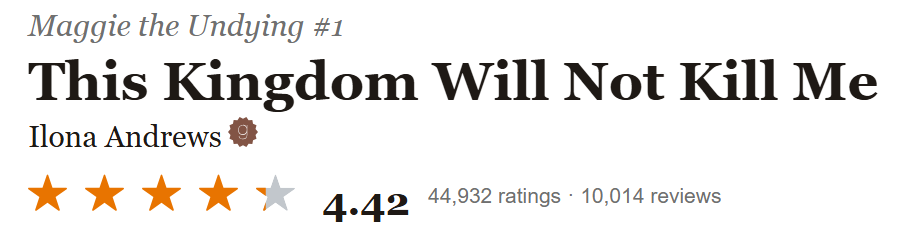 Maggie the Undying #1
This Kingdom Will Not Kill Me
Ilona Andrews g
4.42 44,932 ratings · 10,014 reviews